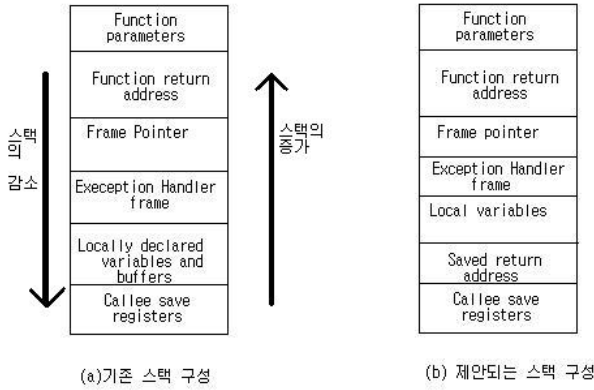 Function
parameters
Function return
address
Frame Pointer
Exeception Handler
frame
Locally declared
variables and
buffers
Callee save
registers
스택
의
감소
스택의
증가
(a)기존 스택 구성
Function
parameters
Function return
address
Frame pointer
Exception Handler
frame
Local variables
Saved return
address
Callee save
registers
(b) 제안되는 스택 구성